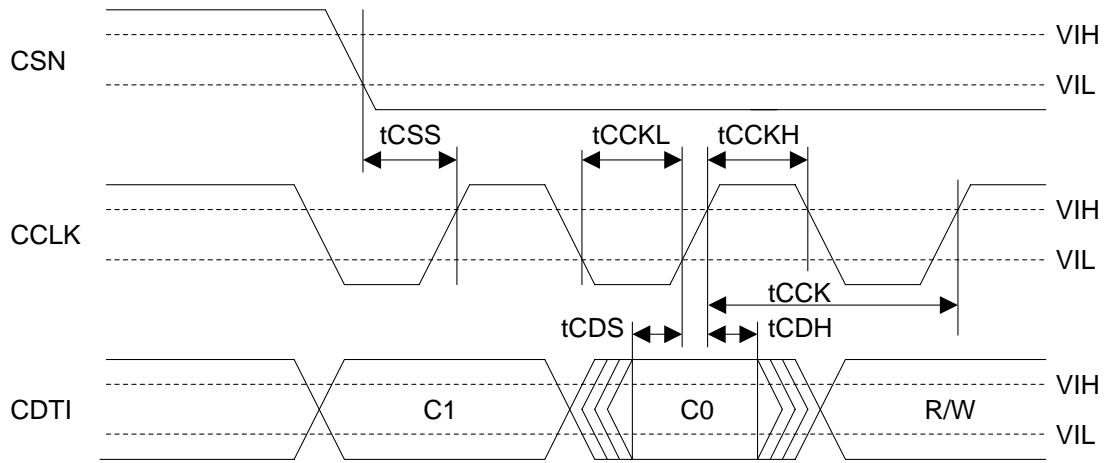 VIH
CSN
VIL
tCSS tCCKL tCCKH
VIH
CCLK
VIL
tCCK
tCDS tCDH
VIH
CDTI C1 C0 R/W
VIL